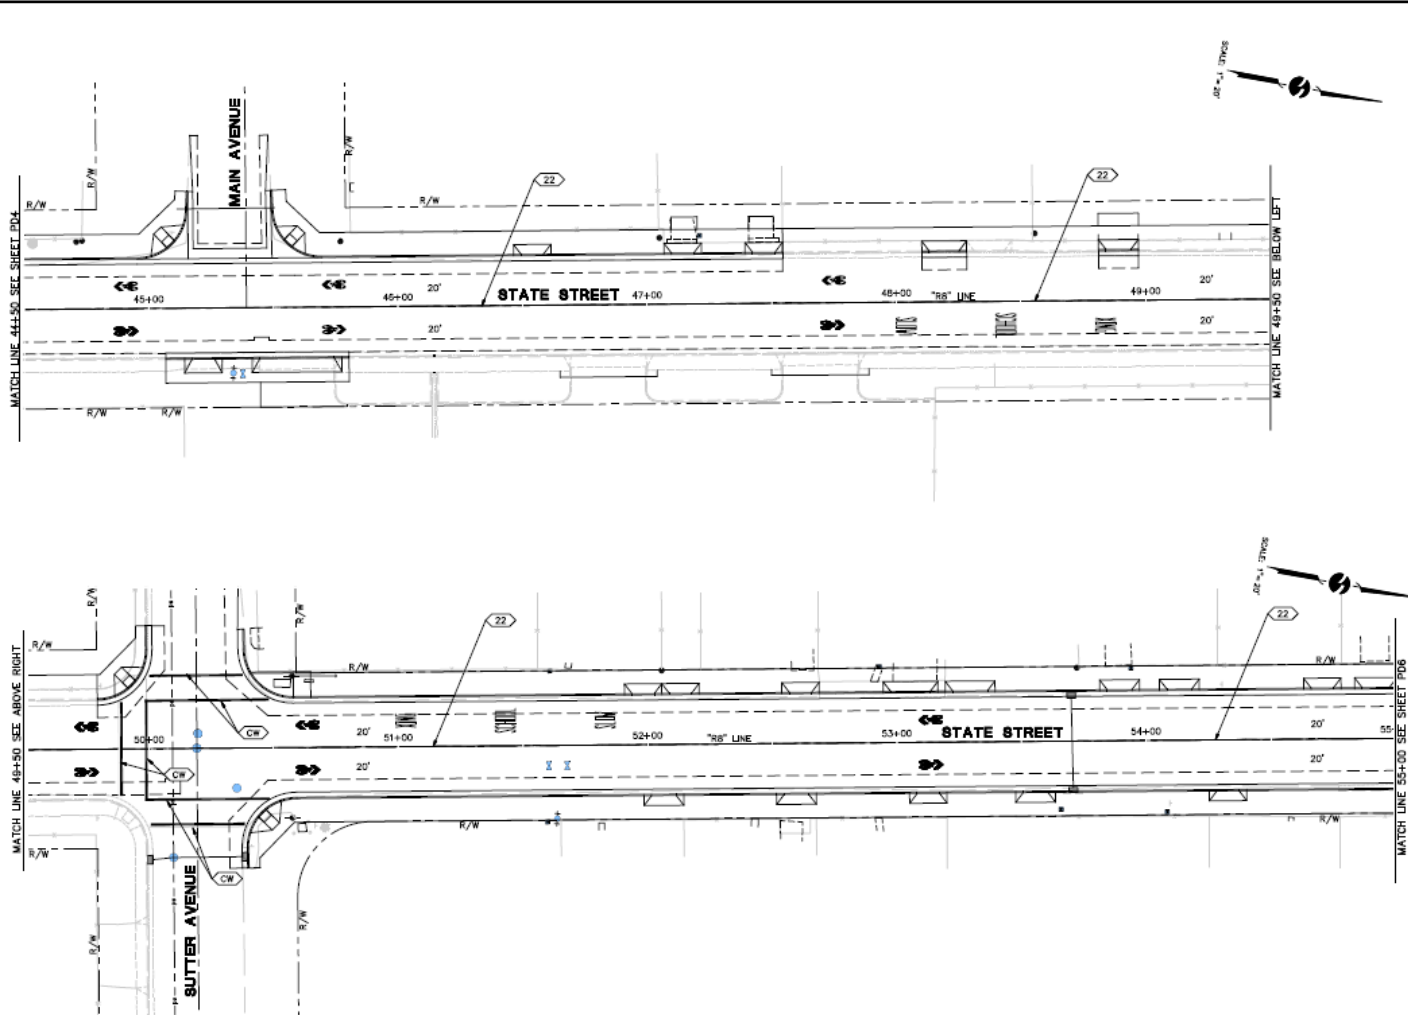 SCALE: 1"=20'
MAIN AVENUE
R/W
R/W
R/W
R/W
22
22
MATCH LINE 44+50 SEE SHEET PD4
MATCH LINE 49+50 SEE BELOW LEFT
45+00
46+00
20'
STATE STREET
47+00
48+00
"R8" LINE
49+00
20'
20'
20'
R/W
R/W
SCALE: 1"=20'
R/W
R/W
R/W
R/W
22
22
R/W
MATCH LINE 49+50 SEE ABOVE RIGHT
MATCH LINE 55+00 SEE SHEET PD6
50+00
CW
20'
51+00
SCHOOL
SLOW
52+00
"R8" LINE
53+00
STATE STREET
54+00
20'
55-
CW
20'
20'
R/W
R/W
R/W
CW
SUTTER AVENUE
R/W
R/W